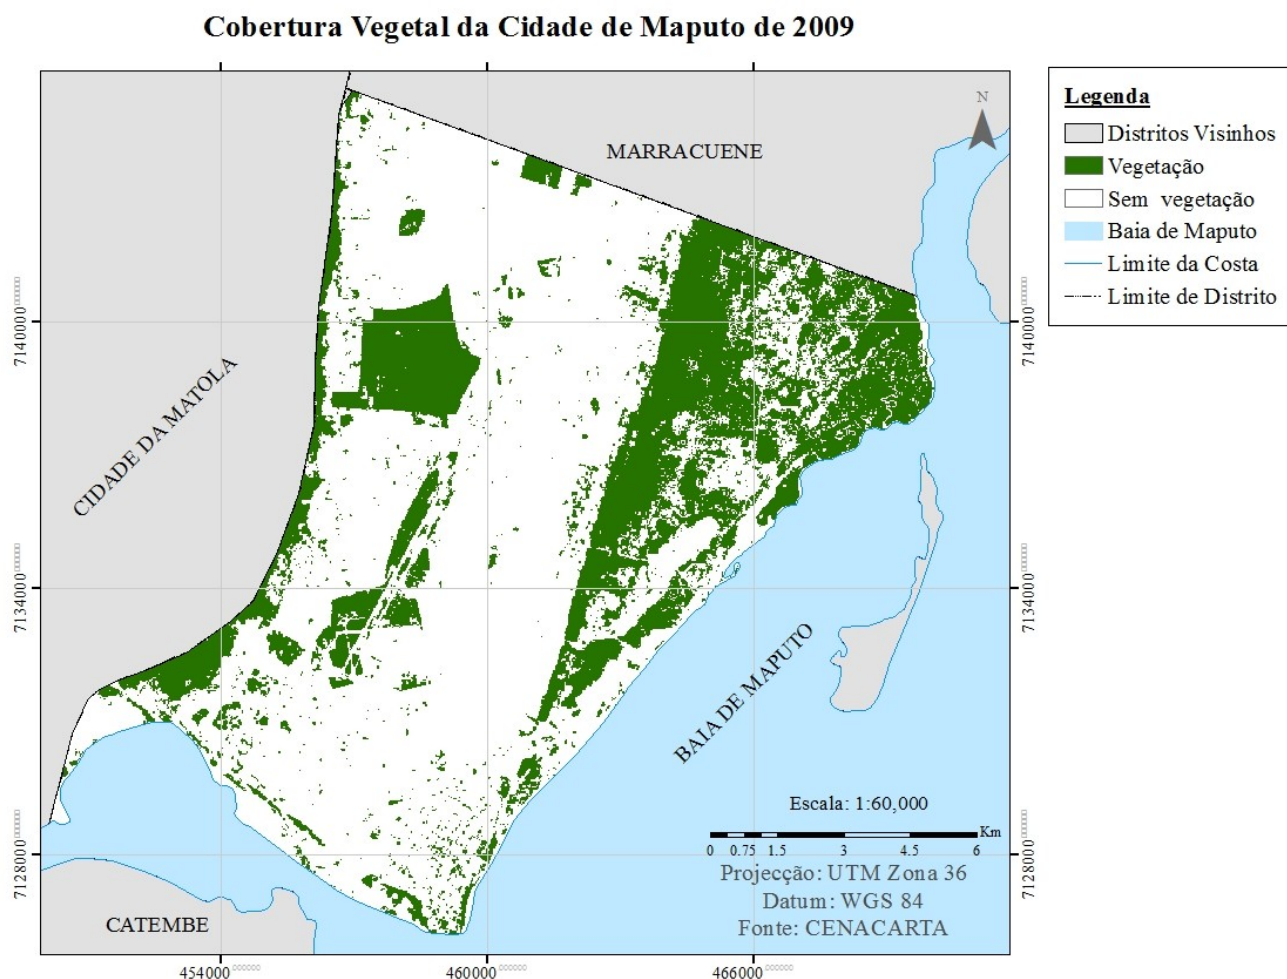 Cobertura Vegetal da Cidade de Maputo de 2009
N
MARRACUENE
CIDADE DA MATOLA
BAIA DE MAPUTO
CATEMBE
Legenda
Distritos Visinhos
Vegetação
Sem vegetação
Baia de Maputo
Limite da Costa
Limite de Distrito
7140000
7134000
7128000
7140000
7134000
7128000
Escala: 1:60,000
Km
0 0.75 1.5 3 4.5 6
Projecção: UTM Zona 36
Datum: WGS 84
Fonte: CENACARTA
454000 460000 466000